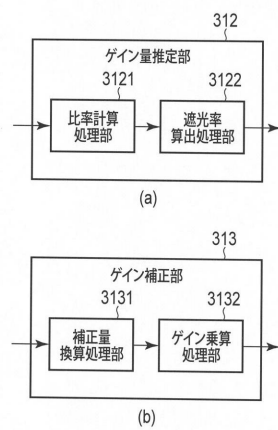 312
ゲイン量推定部
3121
3122
比率計算
処理部
遮光率
算出処理部
(a)
313
ゲイン補正部
3131
3132
補正量
換算処理部
ゲイン乗算
処理部
(b)